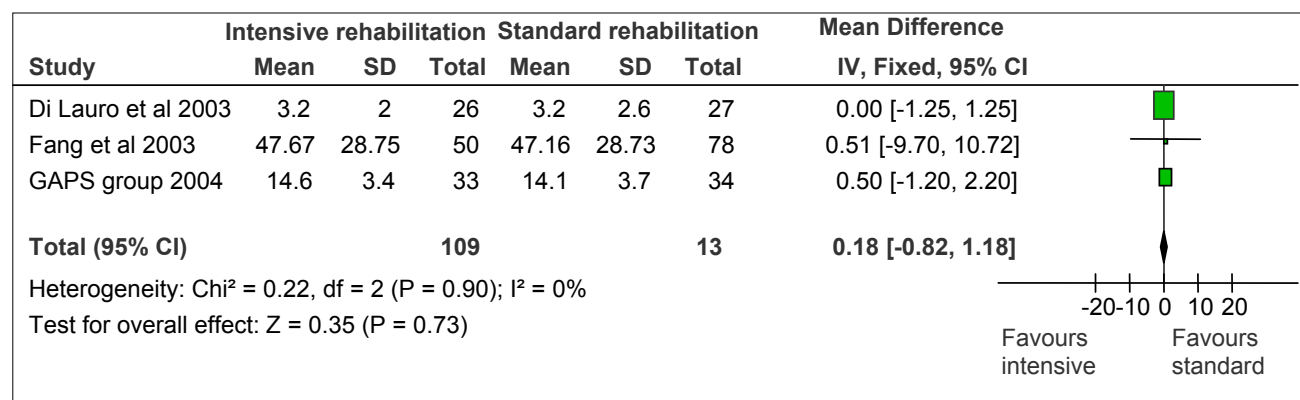 Intensive rehabilitation Standard rehabilitation Mean Difference
Study Mean SD Total Mean SD Total IV, Fixed, 95% CI
Di Lauro et al 2003 3.2 2 26 3.2 2.6 27 0.00 [-1.25, 1.25]
Fang et al 2003 47.67 28.75 50 47.16 28.73 78 0.51 [-9.70, 10.72]
GAPS group 2004 14.6 3.4 33 14.1 3.7 34 0.50 [-1.20, 2.20]
Total (95% CI) 109 13 0.18 [-0.82, 1.18]
Heterogeneity: Chi² = 0.22, df = 2 (P = 0.90); I² = 0%
Test for overall effect: Z = 0.35 (P = 0.73)
-20 -10 0 10 20
Favours intensive
Favours standard